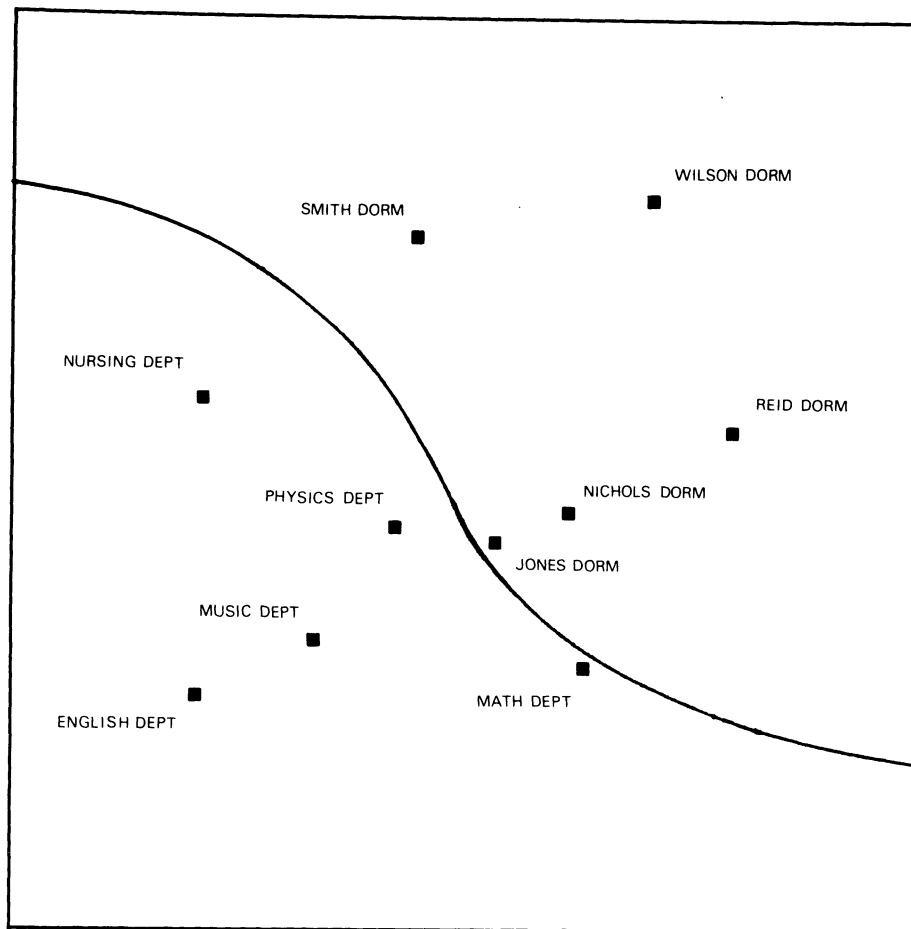 WILSON DORM
SMITH DORM
NURSING DEPT
REID DORM
PHYSICS DEPT
NICHOLS DORM
JONES DORM
MUSIC DEPT
MATH DEPT
ENGLISH DEPT